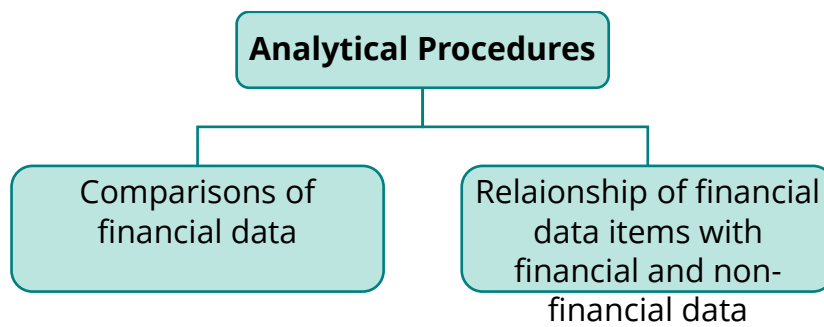 Analytical Procedures
Comparisons of
financial data
Relaionship of financial
data items with
financial and non-
financial data